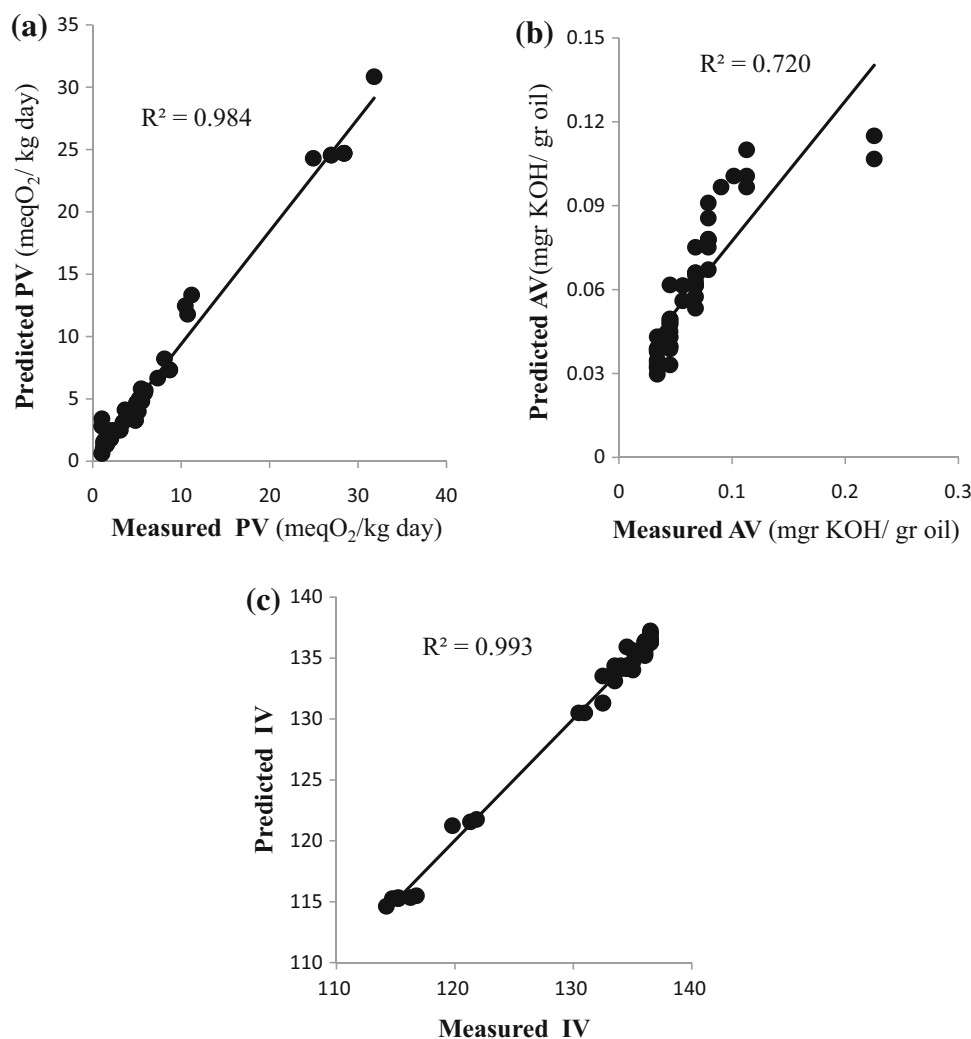 (a)
35
30
25
20
15
10
5
0
R² = 0.984
Predicted PV (meqO₂/ kg day)
0 10 20 30 40
Measured PV (meqO₂/kg day)
(b)
0.15
0.12
0.09
0.06
0.03
0
R² = 0.720
Predicted AV(mgr KOH/ gr oil)
0 0.1 0.2 0.3
Measured AV (mgr KOH/ gr oil)
(c)
140
135
130
125
120
115
110
R² = 0.993
Predicted IV
110 120 130 140
Measured IV